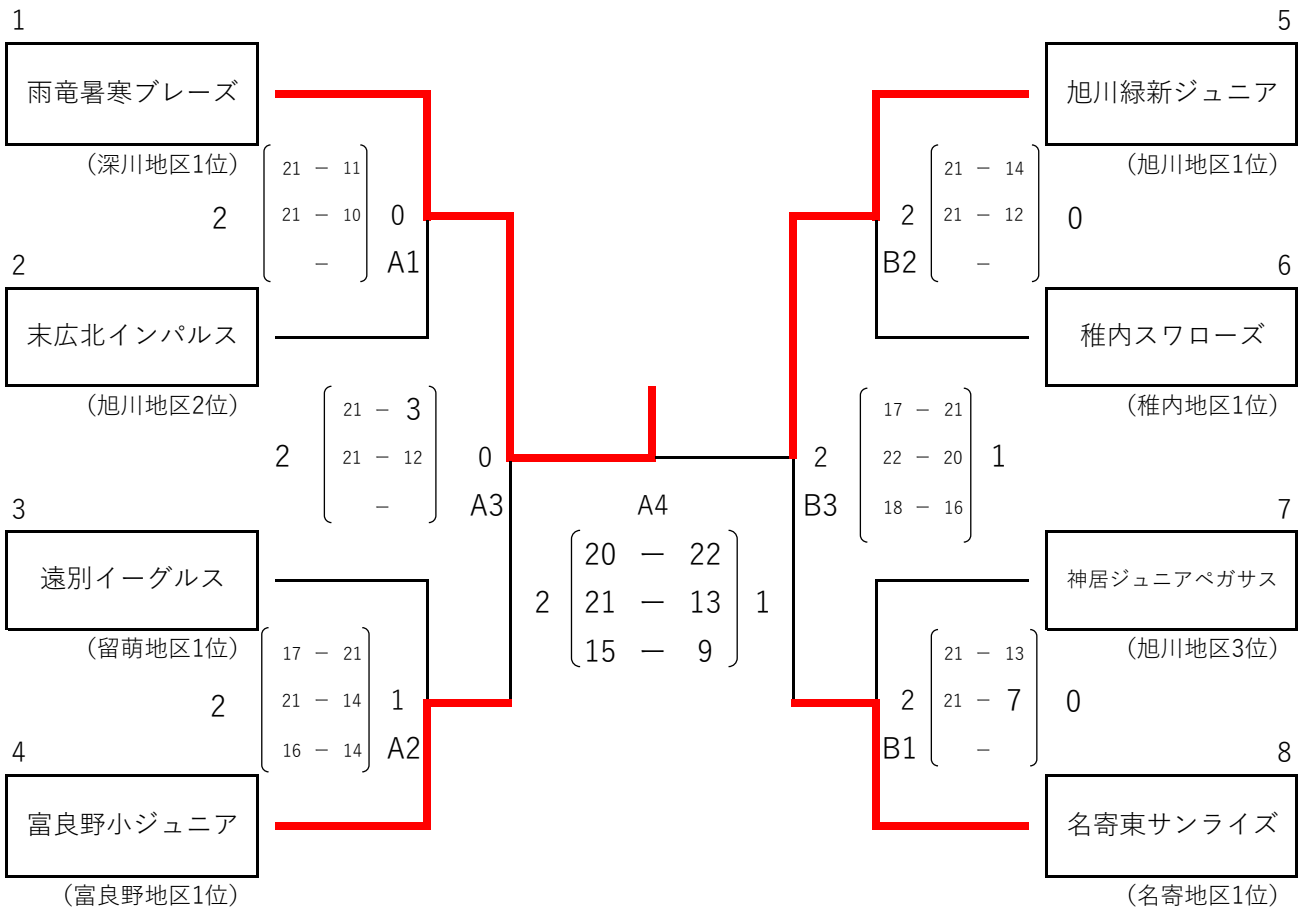 1
雨竜暑寒ブレーズ
(深川地区1位)
2
21 － 11
21 － 10
－
0
A1
2
末広北インパルス
(旭川地区2位)
2
21 － 3
21 － 12
－
0
A3
3
遠別イーグルス
(留萌地区1位)
2
17 － 21
21 － 14
16 － 14
1
A2
4
富良野小ジュニア
(富良野地区1位)
A4
2
20 － 22
21 － 13
15 － 9
1
5
旭川緑新ジュニア
(旭川地区1位)
2
B2
21 － 14
21 － 12
－
0
6
稚内スワローズ
(稚内地区1位)
2
B3
17 － 21
22 － 20
18 － 16
1
7
神居ジュニアペガサス
(旭川地区3位)
2
B1
21 － 13
21 － 7
－
0
8
名寄東サンライズ
(名寄地区1位)